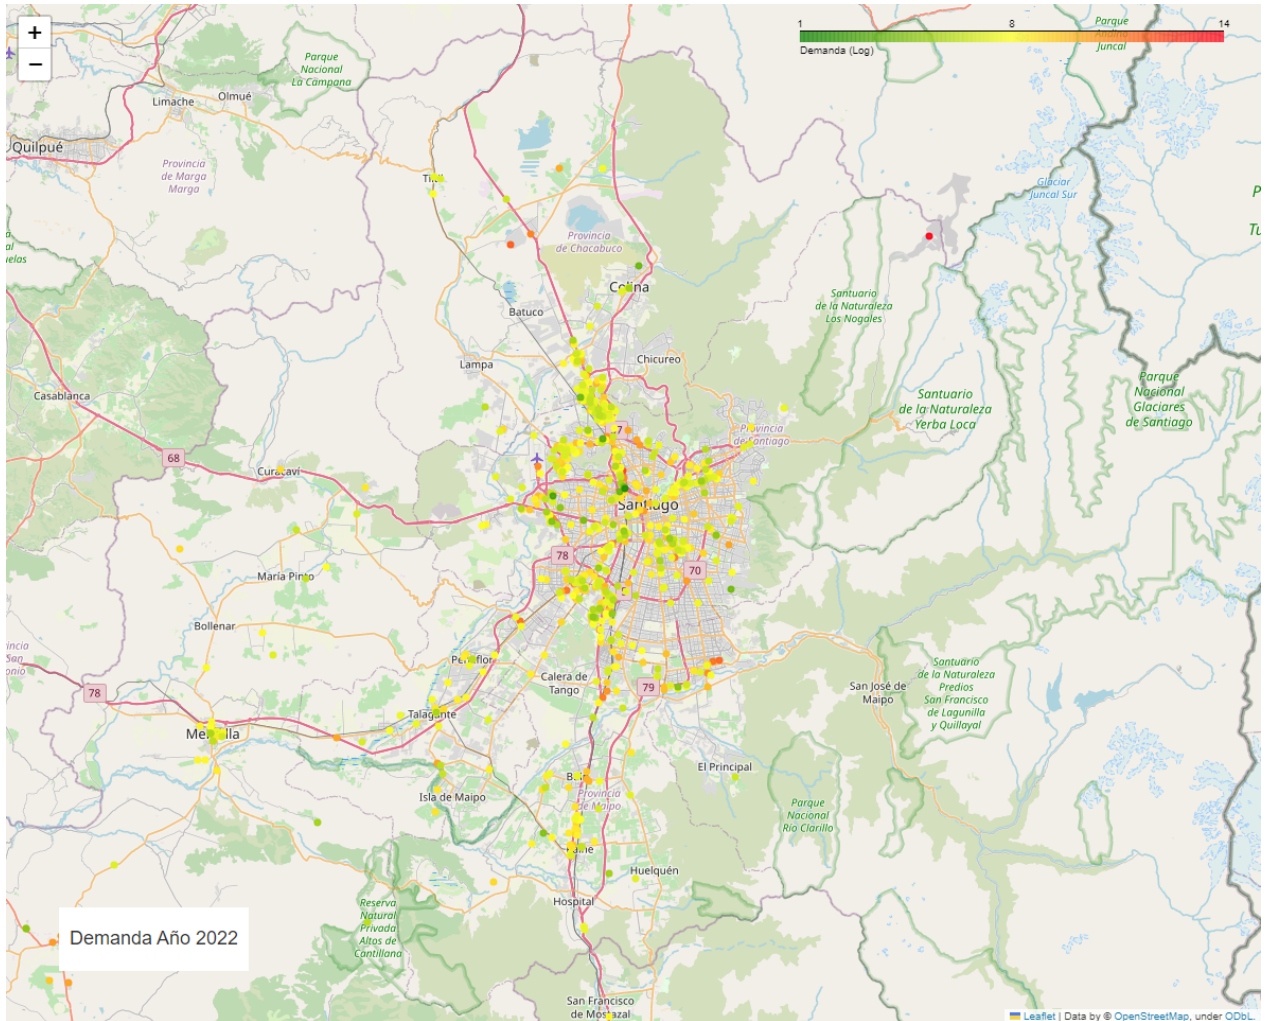 +
−
1
8
14
Demanda (Log)
Parque
Andino
Juncal
Parque
Nacional
La Campana
Olmué
Limache
Quilpué
Provincia
de Marga
Marga
Glaciar
Juncal Sur
Provincia
de Chacabuco
Colina
Batuco
Santuario
de la Naturaleza
Los Nogales
Chicureo
Lampa
Casablanca
Santuario
de la Naturaleza
Yerba Loca
Parque
Nacional
Glaciares
de Santiago
Provincia
de Santiago
68
Curacaví
Santiago
78
70
María Pinto
Bollenar
Peñaflor
Calera de
Tango
79
78
San José de
Maipo
Santuario
de la Naturaleza
Predios
San Francisco
de Lagunilla
y Quillayal
Talagante
Melipilla
El Principal
Isla de Maipo
Provincia
de Maipo
Parque
Nacional
Río Clarillo
Paine
Huelquén
Hospital
Reserva
Natural
Privada
Altos de
Cantillana
Demanda Año 2022
San Francisco
de Mostazal
Leaflet | Data by © OpenStreetMap, under ODbL.